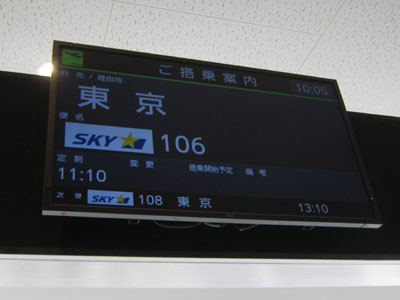 ご搭乗案内 10:05
行先/経由地
東京
便名
SKY 106
定刻 変更 搭乗開始予定 備考
11:10
次便 SKY 108 東京 13:10